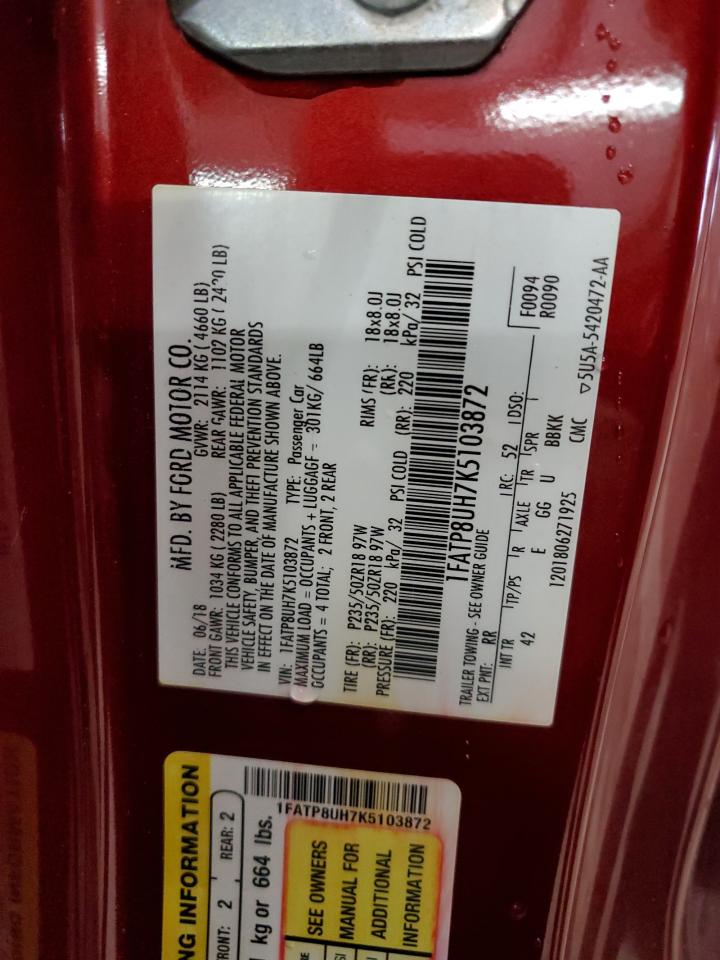 MFD. BY FORD MOTOR CO.
DATE: 06/18 GVWR: 2114 KG ( 4660 LB)
FRONT GAWR: 1034 KG ( 2280 LB) REAR GAWR: 1102 KG ( LB)
THIS VEHICLE CONFORMS TO ALL APPLICABLE FEDERAL MOTOR
VEHICLE SAFETY, BUMPER, AND THEFT PREVENTION STANDARDS
IN EFFECT ON THE DATE OF MANUFACTURE SHOWN ABOVE.
VIN: 1FATP8UH7K5103872 TYPE: Passenger Car
MAXIMUM LOAD = OCCUPANTS + LUGGAGE = 301KG/ 664LB
OCCUPANTS = 4 TOTAL; 2 FRONT, 2 REAR
TIRE (FR): P235/50ZR18 97W RIMS (FR): 18x8.0J
(RR): P235/50ZR18 97W (RR): 18x8.0J
PRESSURE (FR): 220 kPa/ 32 PSI COLD (RR): 220 kPa/ 32 PSI COLD
1FATP8UH7K5103872
TRAILER TOWING - SEE OWNER GUIDE
EXT PNT: RR RC: 52 DSO:
INT TR TP/PS R AXLE TR SPR
42 E GG U BBKK
F0094
R0090
1201806271925 CMC
▽5U5A-5420472-AA
NG INFORMATION
RONT: 2 REAR: 2
kg or 664 lbs.
1FATP8UH7K5103872
SEE OWNERS
MANUAL FOR
ADDITIONAL
INFORMATION